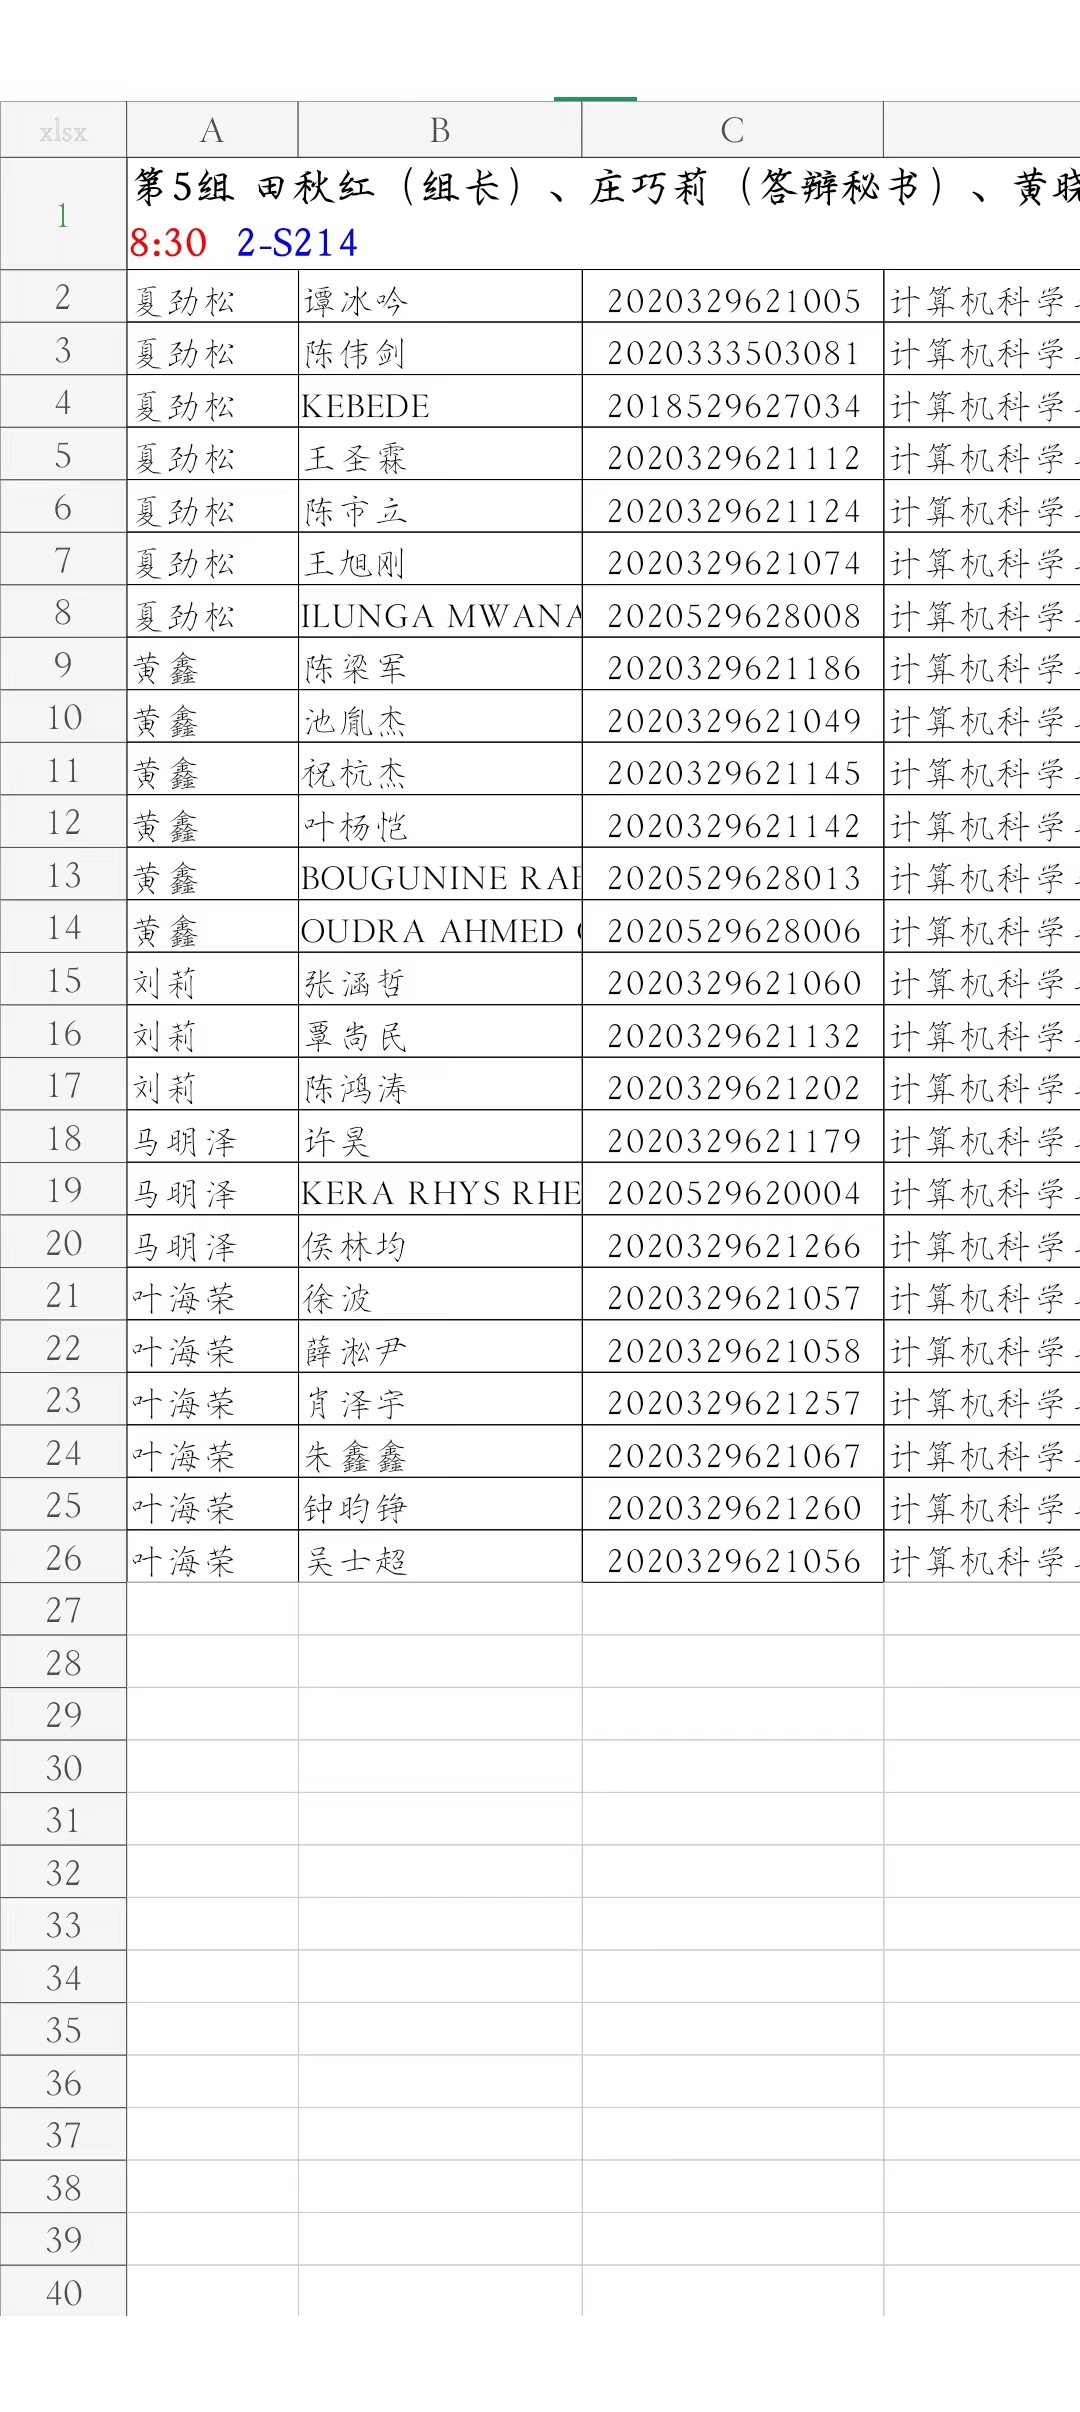 xlsx A B C
1 第5组 田秋红（组长）、庄巧莉（答辩秘书）、黄晓
8:30 2-S214
2 夏劲松 谭冰吟 2020329621005 计算机科学
3 夏劲松 陈伟剑 2020333503081 计算机科学
4 夏劲松 KEBEDE 2018529627034 计算机科学
5 夏劲松 王圣霖 2020329621112 计算机科学
6 夏劲松 陈市立 2020329621124 计算机科学
7 夏劲松 王旭刚 2020329621074 计算机科学
8 夏劲松 ILUNGA MWANA 2020529628008 计算机科学
9 黄鑫 陈梁军 2020329621186 计算机科学
10 黄鑫 池胤杰 2020329621049 计算机科学
11 黄鑫 祝杭杰 2020329621145 计算机科学
12 黄鑫 叶杨恺 2020329621142 计算机科学
13 黄鑫 BOUGUNINE 2020529628013 计算机科学
14 黄鑫 OUDRA AHMED 2020529628006 计算机科学
15 刘莉 张涵哲 2020329621060 计算机科学
16 刘莉 覃尚民 2020329621132 计算机科学
17 刘莉 陈鸿涛 2020329621202 计算机科学
18 马明泽 许昊 2020329621179 计算机科学
19 马明泽 KERA RHYS RHE 2020529620004 计算机科学
20 马明泽 侯林均 2020329621266 计算机科学
21 叶海荣 徐波 2020329621057 计算机科学
22 叶海荣 薛淞尹 2020329621058 计算机科学
23 叶海荣 肖泽宇 2020329621257 计算机科学
24 叶海荣 朱鑫鑫 2020329621067 计算机科学
25 叶海荣 钟昀铮 2020329621260 计算机科学
26 叶海荣 吴士超 2020329621056 计算机科学
27
28
29
30
31
32
33
34
35
36
37
38
39
40